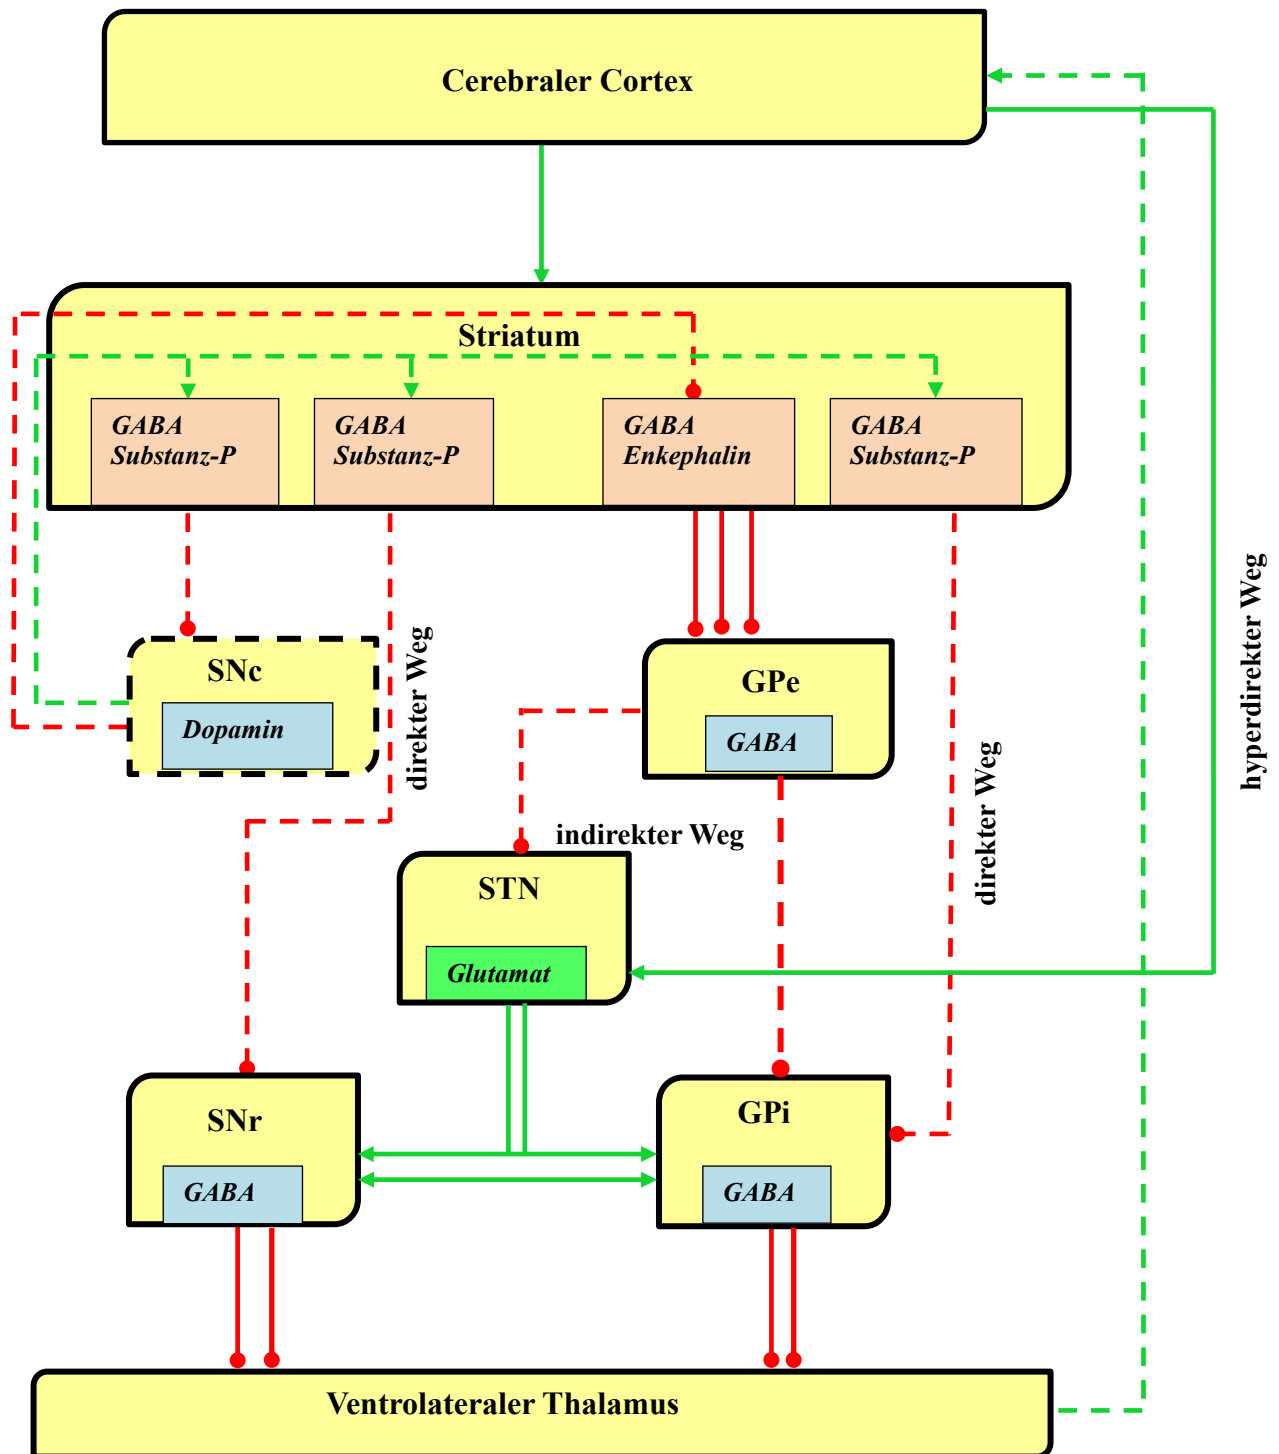 Cerebraler Cortex
Striatum
GABA
Substanz-P
GABA
Substanz-P
GABA
Enkephalin
GABA
Substanz-P
hyperdirekter Weg
direkter Weg
SNc
Dopamin
GPe
GABA
direkter Weg
indirekter Weg
STN
Glutamat
SNr
GABA
GPi
GABA
Ventrolateraler Thalamus